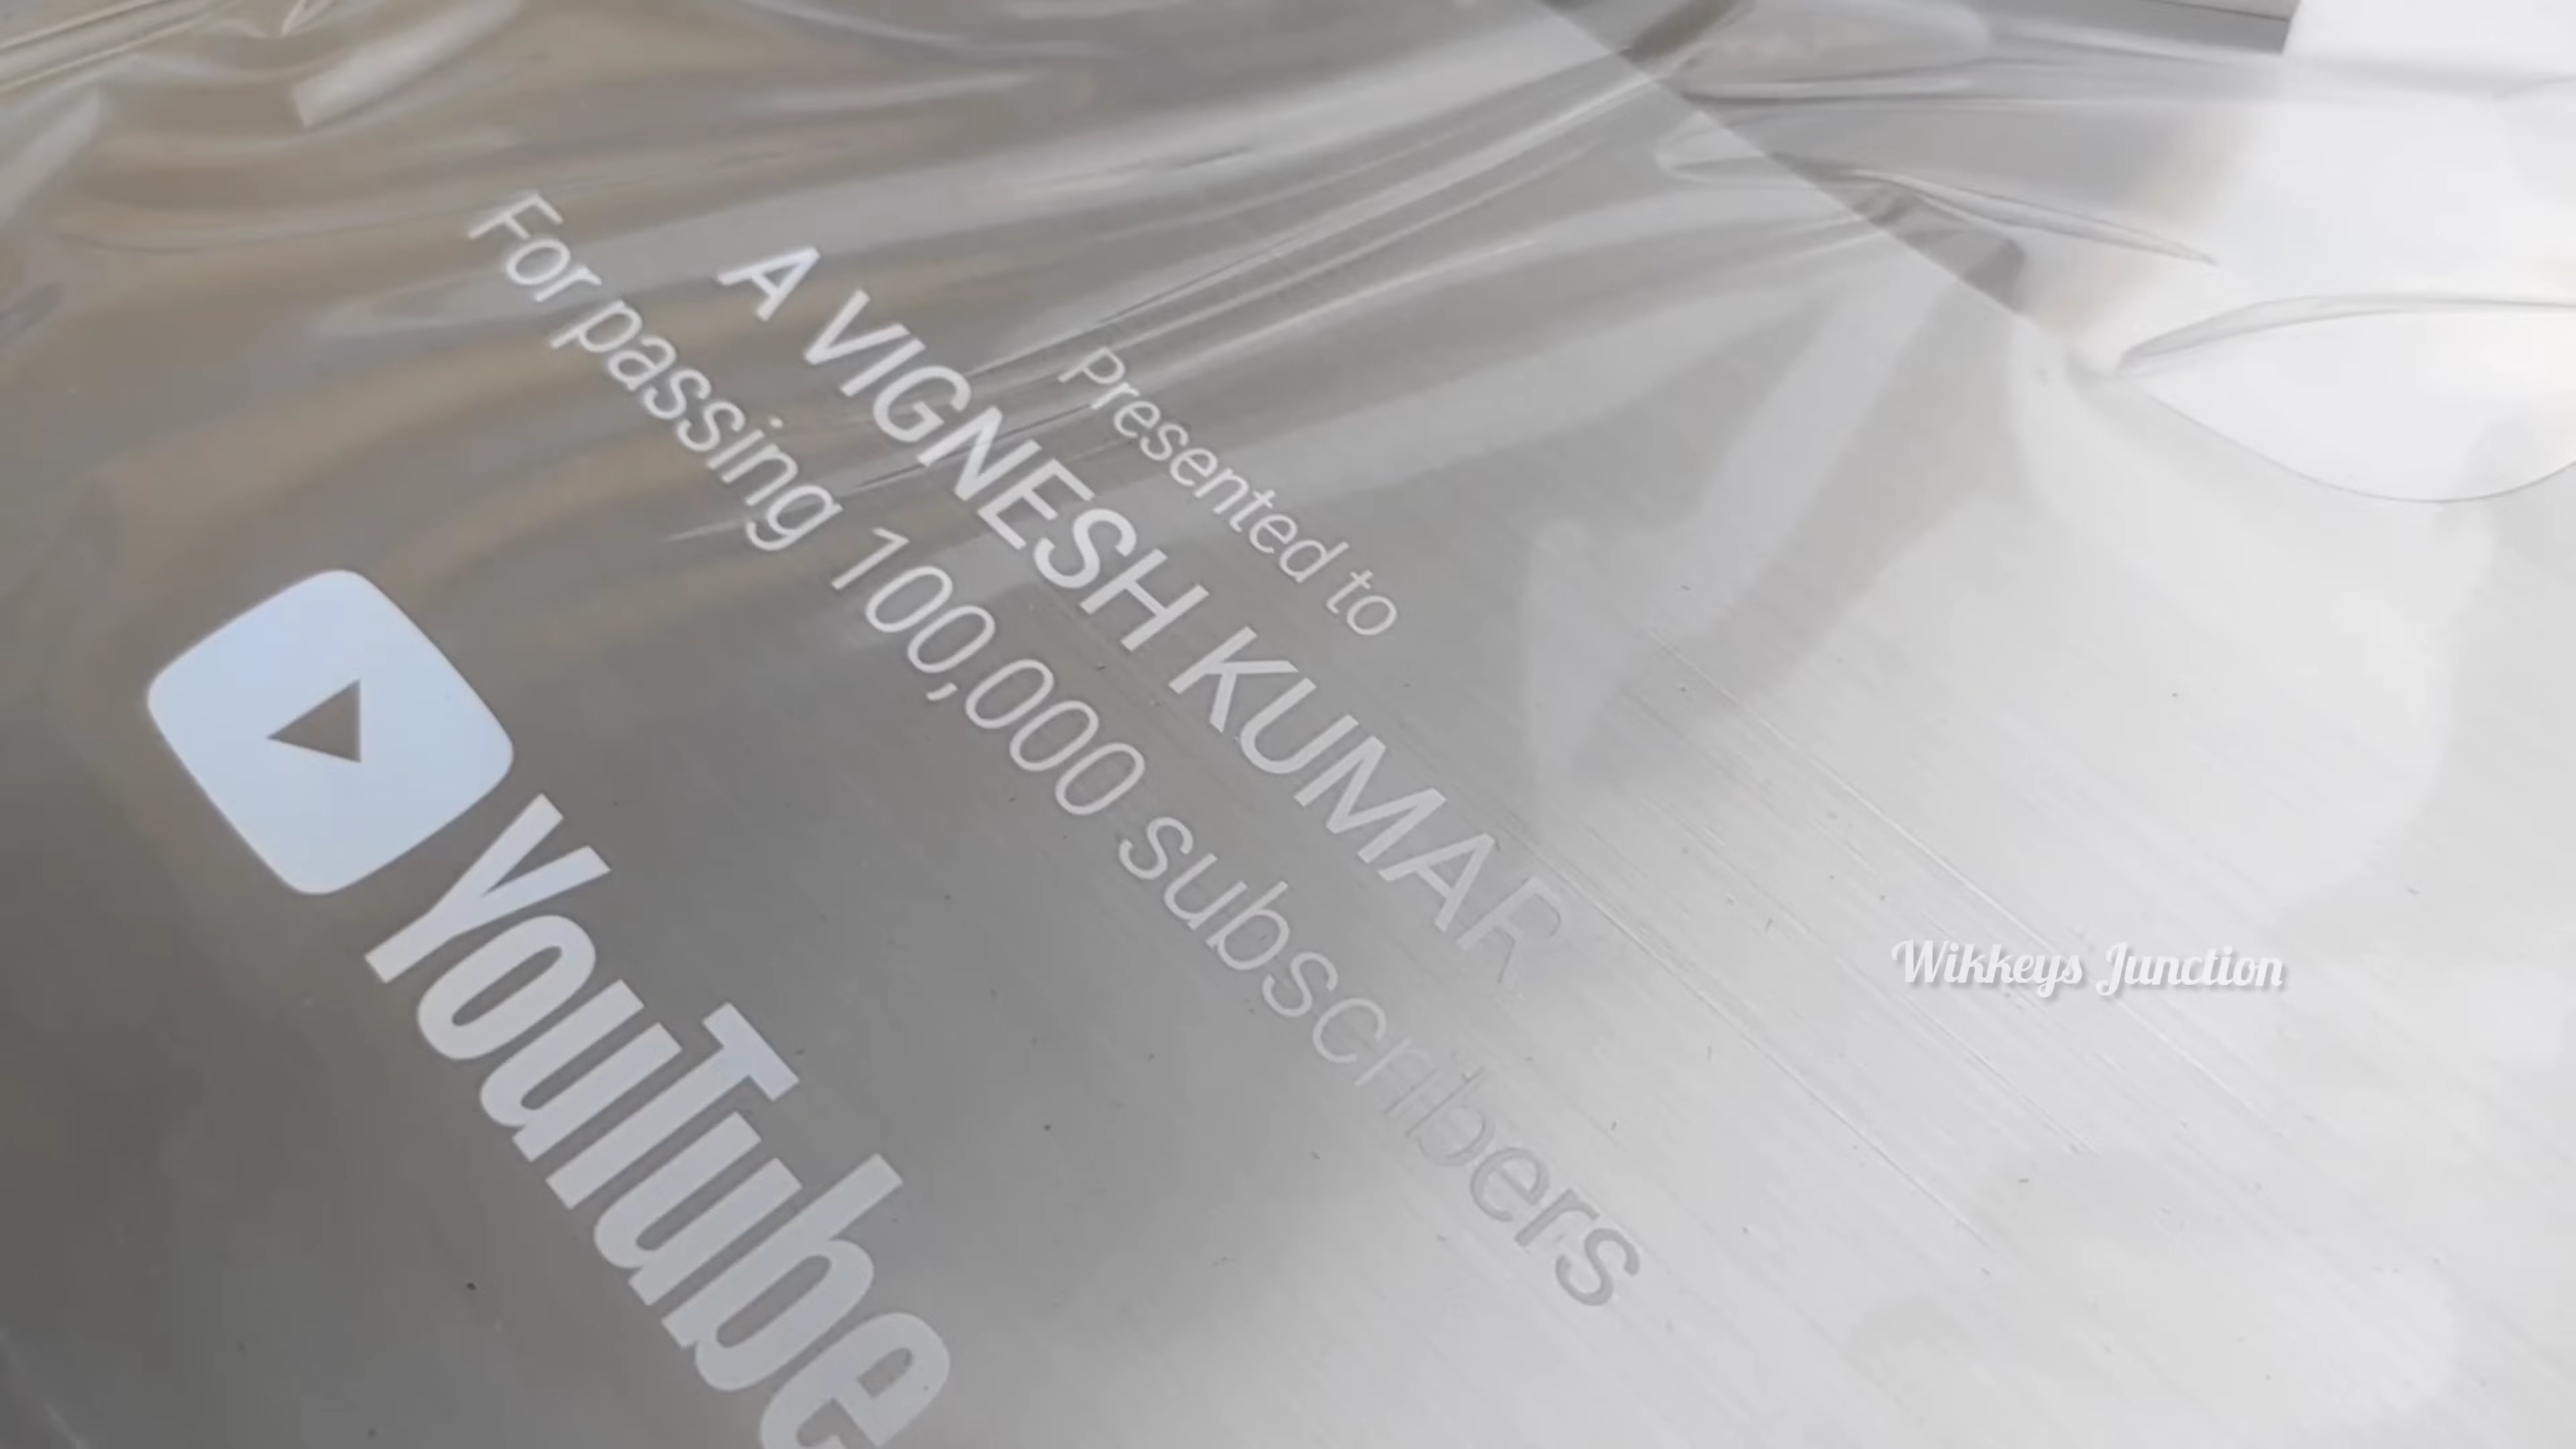 Presented to
A VIGNESH KUMAR
For passing 100,000 subscribers
YouTube
Wikkeys Junction